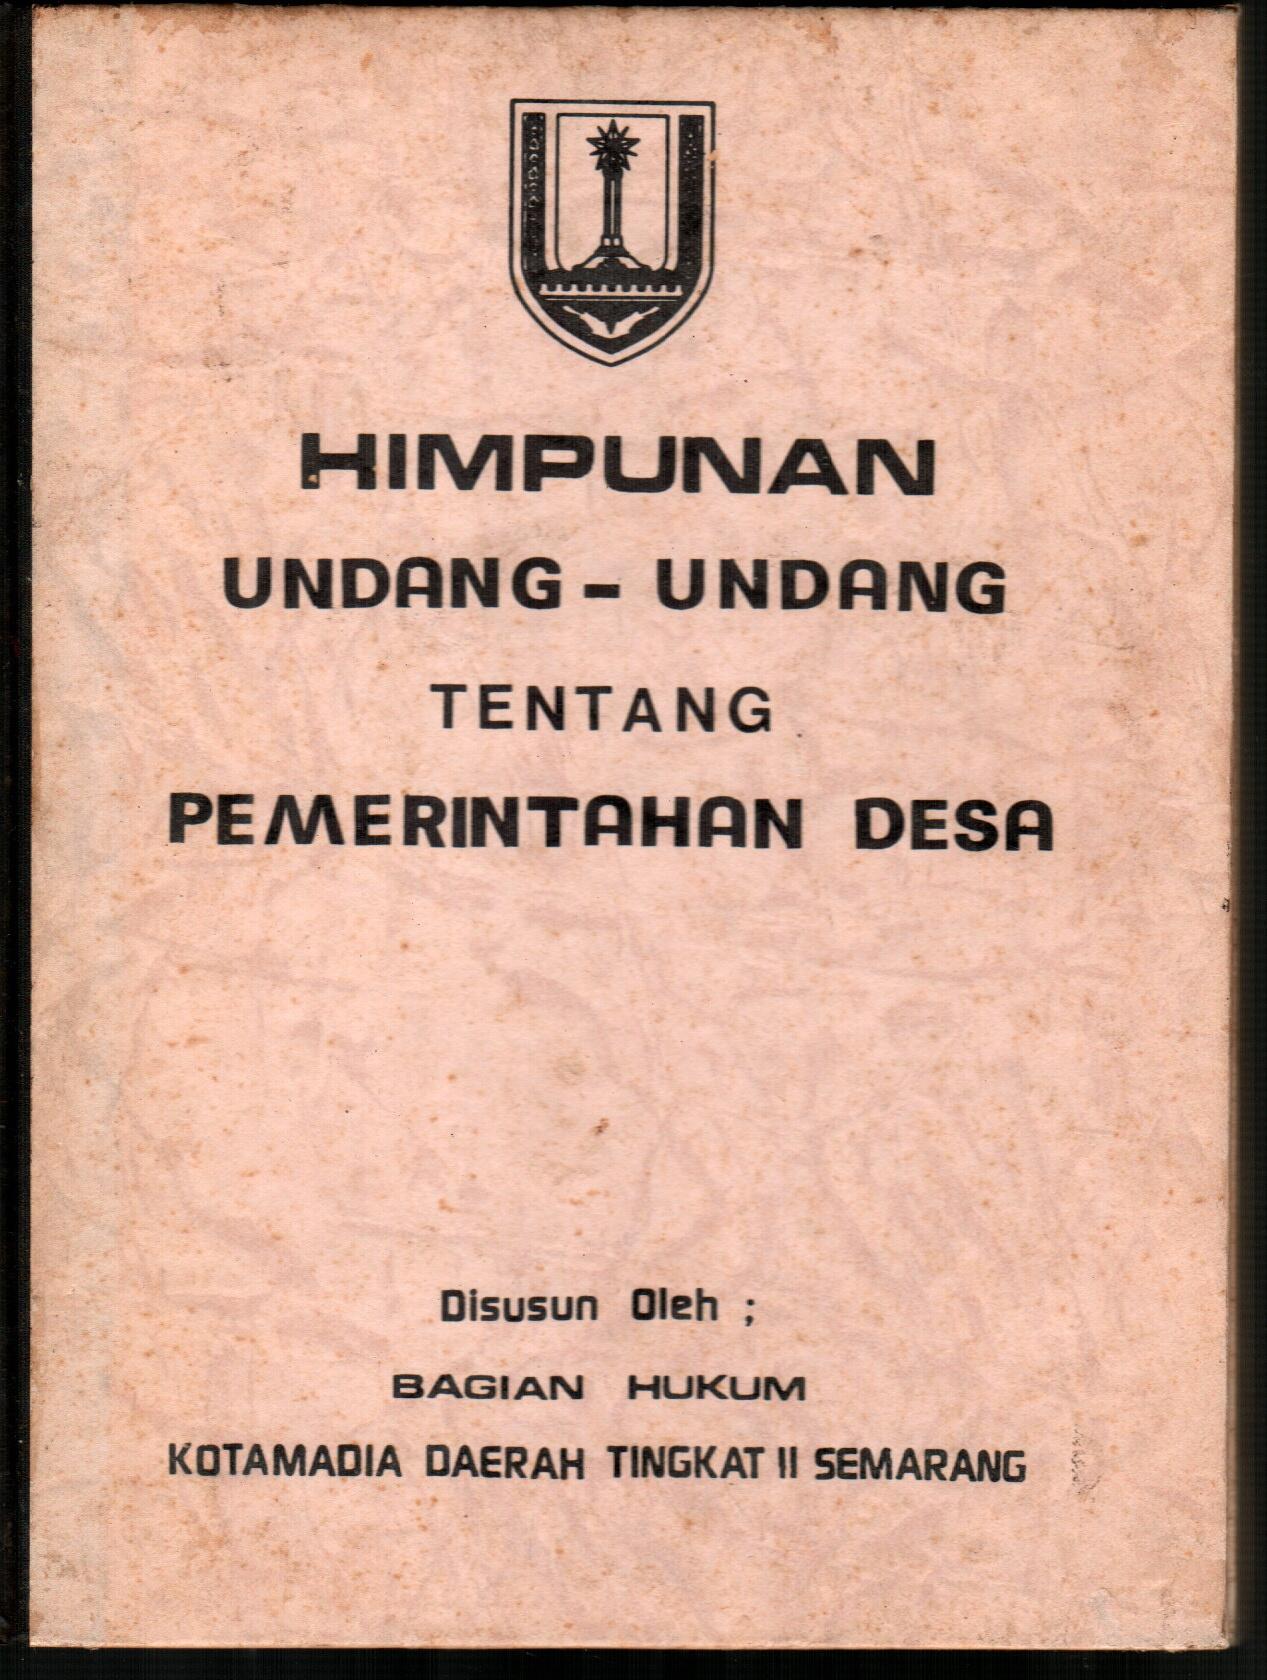 HIMPUNAN
UNDANG - UNDANG
TENTANG
PEMERINTAHAN DESA
Disusun Oleh ;
BAGIAN HUKUM
KOTAMADIA DAERAH TINGKAT II SEMARANG